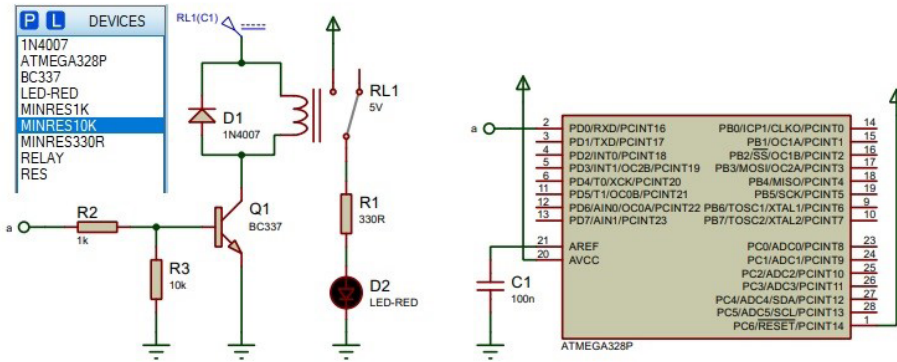 P L DEVICES
1N4007
ATMEGA328P
BC337
LED-RED
MINRES1K
MINRES10K
MINRES330R
RELAY
RES
RL1(C1)
D1
1N4007
RL1
5V
R1
330R
D2
LED-RED
a
R2
1k
R3
10k
Q1
BC337
a
2 PD0/RXD/PCINT16
3 PD1/TXD/PCINT17
4 PD2/INT0/PCINT18
5 PD3/INT1/OC2B/PCINT19
6 PD4/T0/XCK/PCINT20
11 PD5/T1/OC0B/PCINT21
12 PD6/AIN0/OC0A/PCINT22
13 PD7/AIN1/PCINT23
21 AREF
20 AVCC
PB0/ICP1/CLKO/PCINT0 14
PB1/OC1A/PCINT1 15
PB2/SS/OC1B/PCINT2 16
PB3/MOSI/OC2A/PCINT3 17
PB4/MISO/PCINT4 18
PB5/SCK/PCINT5 19
PB6/TOSC1/XTAL1/PCINT6 9
PB7/TOSC2/XTAL2/PCINT7 10
PC0/ADC0/PCINT8 23
PC1/ADC1/PCINT9 24
PC2/ADC2/PCINT10 25
PC3/ADC3/PCINT11 26
PC4/ADC4/SDA/PCINT12 27
PC5/ADC5/SCL/PCINT13 28
PC6/RESET/PCINT14 1
C1
100n
ATMEGA328P